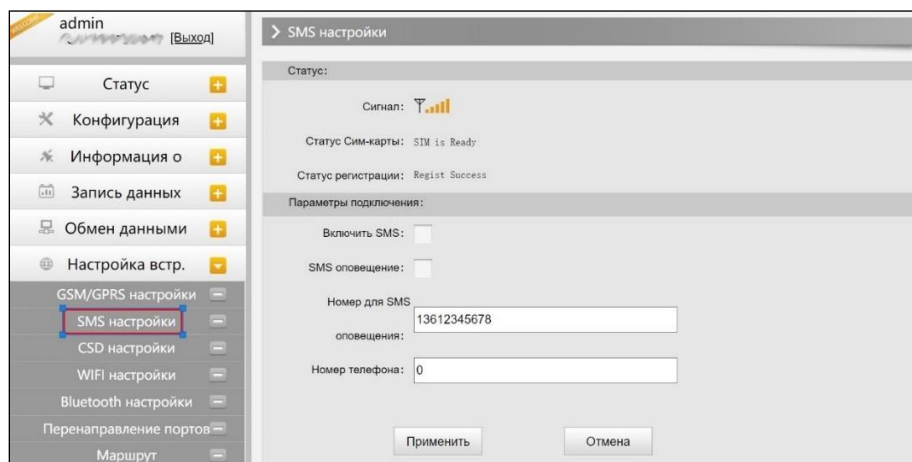 WELCOME
admin
[Выход]
Статус
Конфигурация
Информация о
Запись данных
Обмен данными
Настройка встр.
GSM/GPRS настройки
SMS настройки
CSD настройки
WIFI настройки
Bluetooth настройки
Перенаправление портов
Маршрут
SMS настройки
Статус:
Сигнал:
Статус Сим-карты: SIM is Ready
Статус регистрации: Regist Success
Параметры подключения:
Включить SMS:
SMS оповещение:
Номер для SMS
оповещения: 13612345678
Номер телефона: 0
Применить Отмена